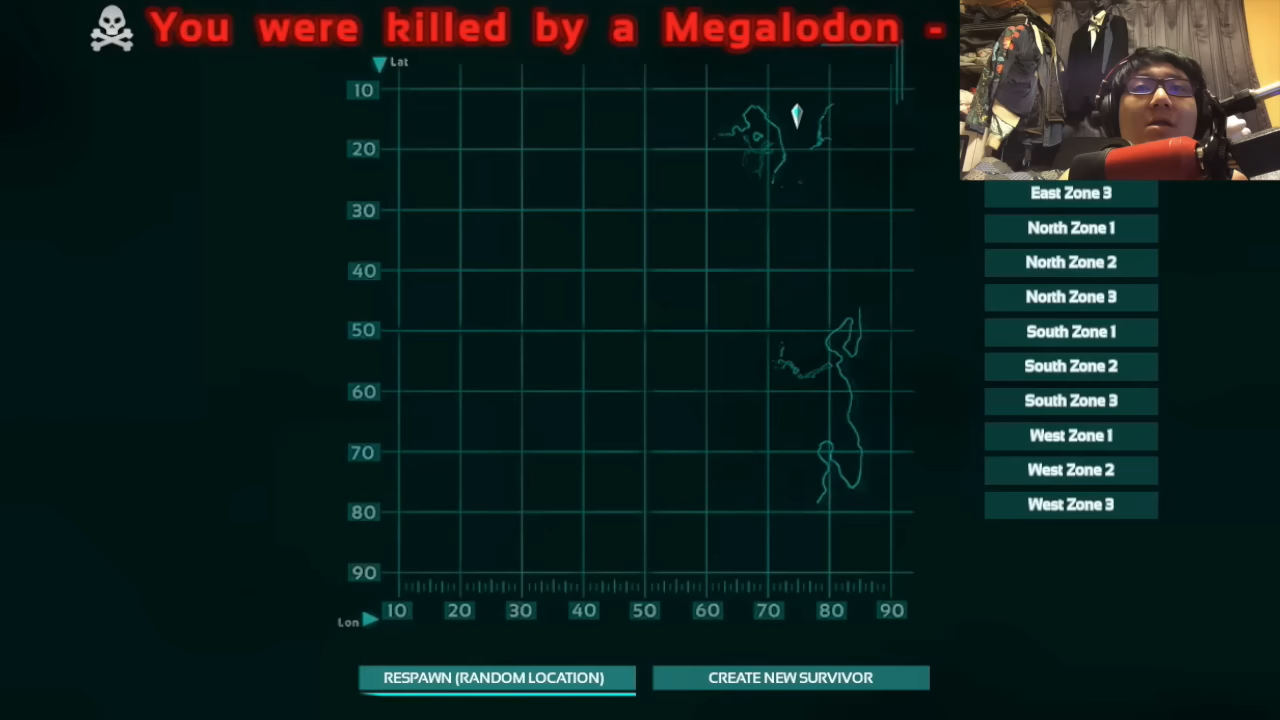 You were killed by a Megalodon -
Lat
10
20
30
40
50
60
70
80
90
Lon
10 20 30 40 50 60 70 80 90
East Zone 3
North Zone 1
North Zone 2
North Zone 3
South Zone 1
South Zone 2
South Zone 3
West Zone 1
West Zone 2
West Zone 3
RESPAWN (RANDOM LOCATION)
CREATE NEW SURVIVOR